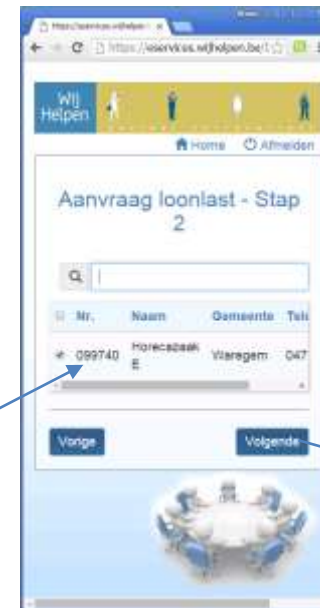 https://eservices.wijhelpen.be/
Wij
Helpen
Home Afmelden
Aanvraag loonlast - Stap
2
Nr. Naam Gemeente Tele
099740 Horecazaak E Waregem 047
Vorige Volgende